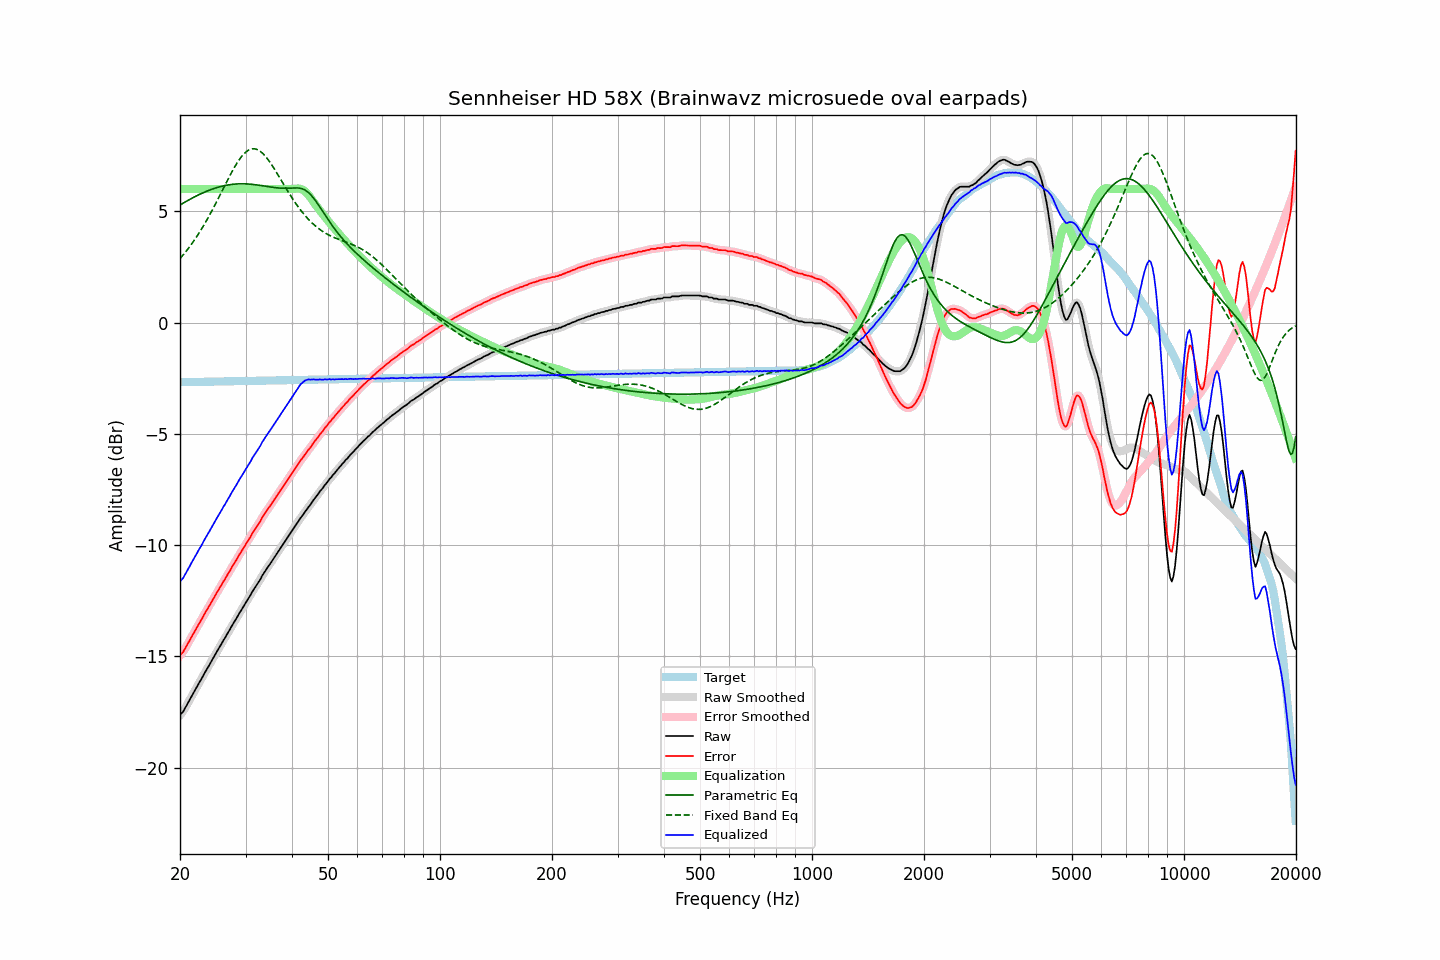 Sennheiser HD 58X (Brainwavz microsuede oval earpads)
Amplitude (dBr)
5
0
−5
−10
−15
−20
Target
Raw Smoothed
Error Smoothed
Raw
Error
Equalization
Parametric Eq
Fixed Band Eq
Equalized
20
50
100
200
500
1000
2000
5000
10000
20000
Frequency (Hz)